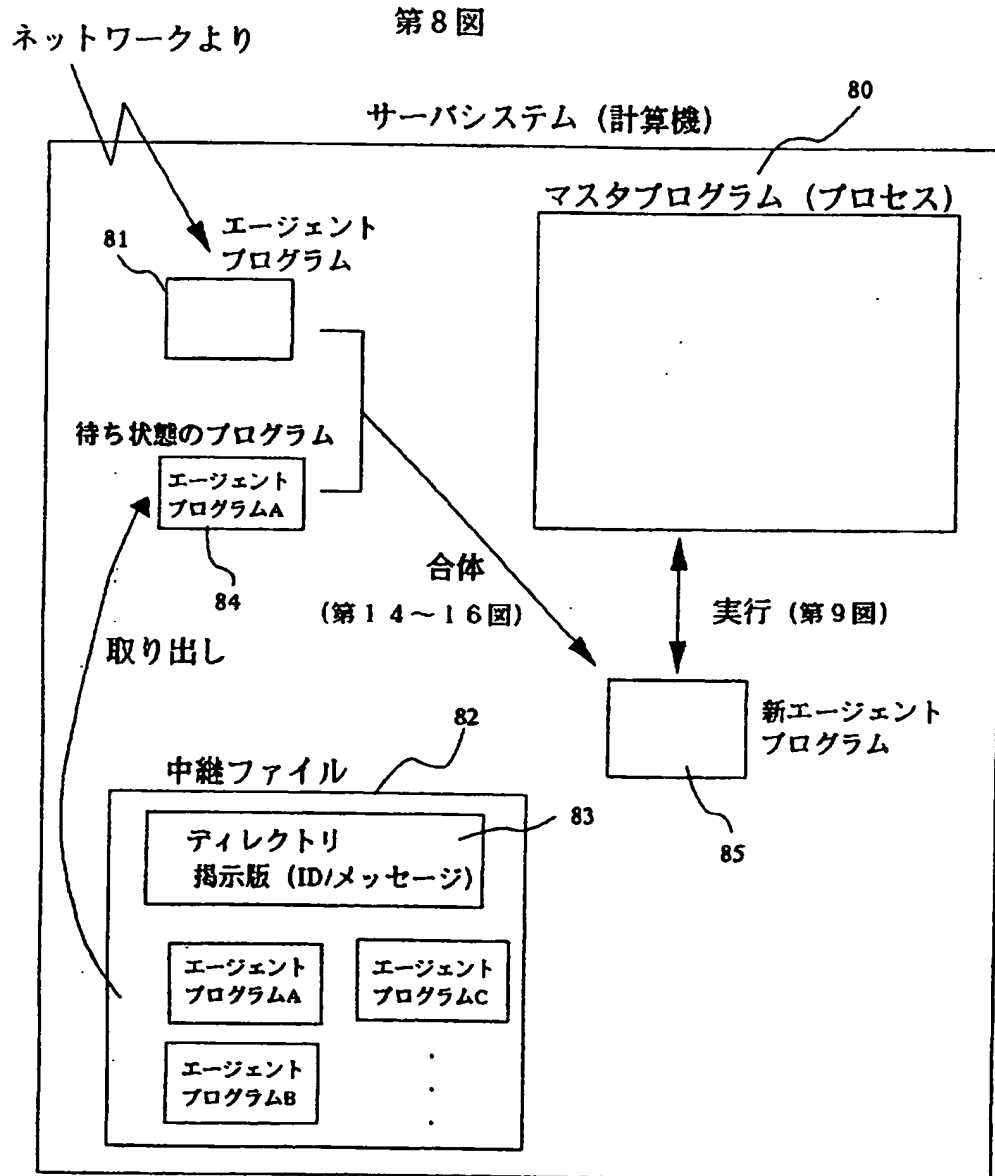 第8図
ネットワークより
80
サーバシステム（計算機）
マスタプログラム（プロセス）
81
エージェント
プログラム
待ち状態のプログラム
エージェント
プログラムA
84
合体
（第１４～１６図）
実行（第９図）
取り出し
新エージェント
プログラム
85
82
中継ファイル
83
ディレクトリ
掲示版（ID/メッセージ）
エージェント
プログラムA
エージェント
プログラムC
エージェント
プログラムB